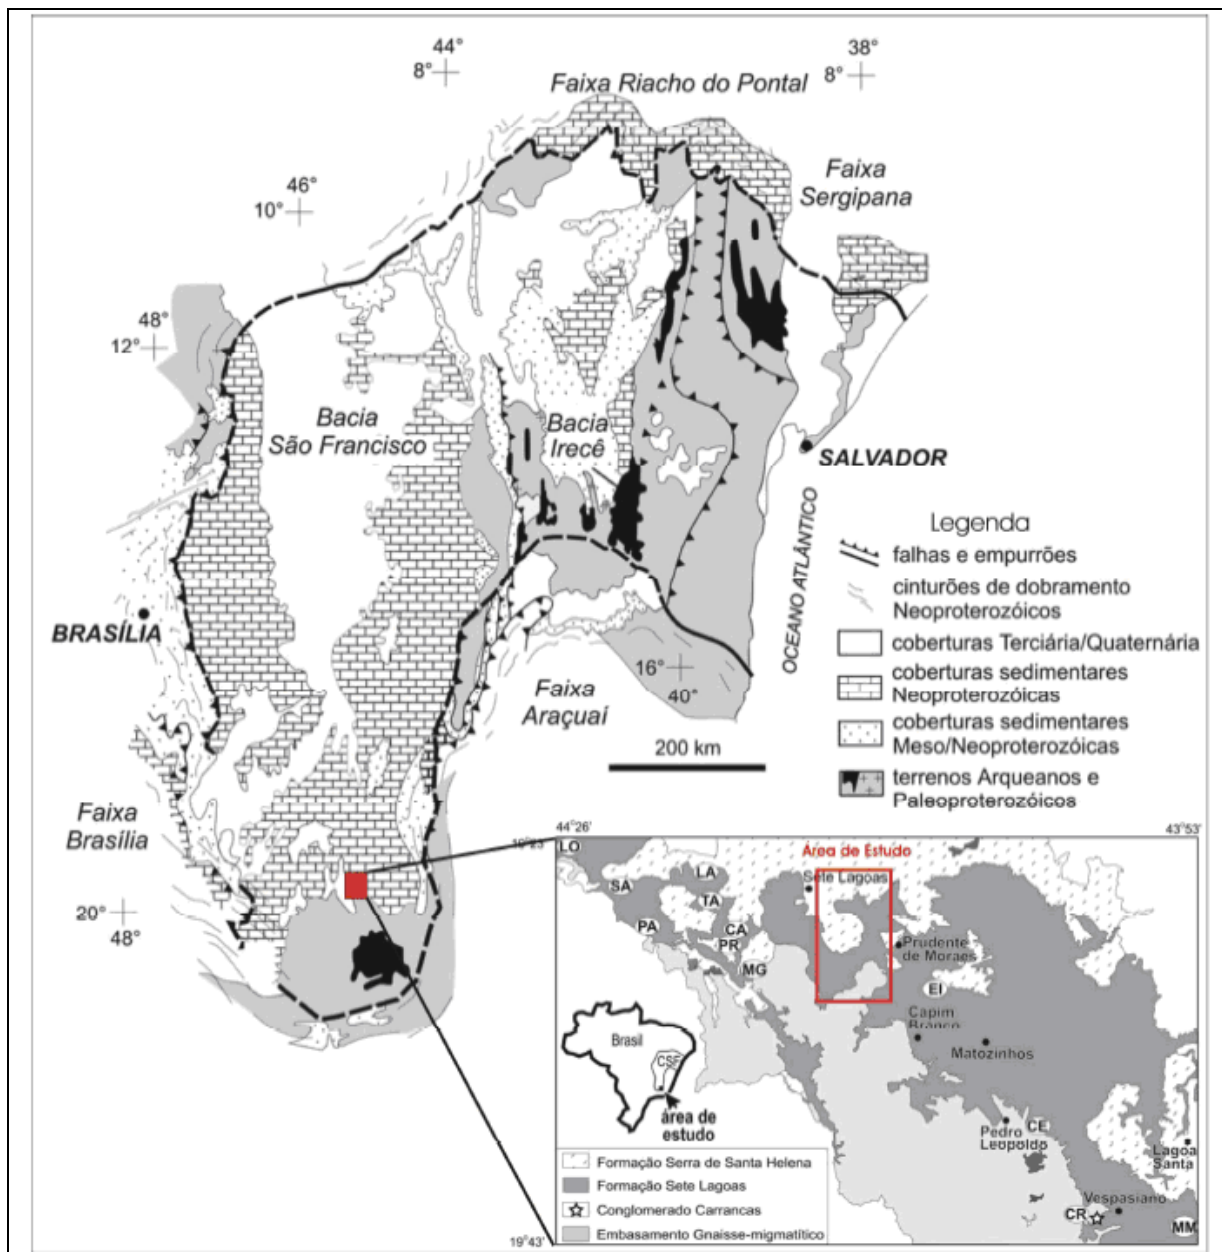 44°
8°
38°
8°
Faixa Riacho do Pontal
Faixa
Sergipana
46°
10°
48°
12°
Bacia
São Francisco
Bacia
Irecê
SALVADOR
OCEANO ATLÂNTICO
BRASÍLIA
16°
40°
Faixa
Araçuaí
200 km
Faixa
Brasília
20°
48°
Legenda
falhas e empurrões
cinturões de dobramento
Neoproterozóicos
coberturas Terciária/Quaternária
coberturas sedimentares
Neoproterozóicas
coberturas sedimentares
Meso/Neoproterozóicas
terrenos Arqueanos e
Paleoproterozóicos
44°26'
43°53'
19°23'
Área de Estudo
LO
SA
LA
Sete Lagoas
TA
PA
CA
PR
MG
Prudente
de Moraes
EI
Capim
Branco
Matozinhos
Pedro
Leopoldo
CE
Lagoa
Santa
Vespasiano
CR
MM
Brasil
CSF
área de
estudo
Formação Serra de Santa Helena
Formação Sete Lagoas
Conglomerado Carrancas
Embasamento Gnaisse-migmatítico
19°43'